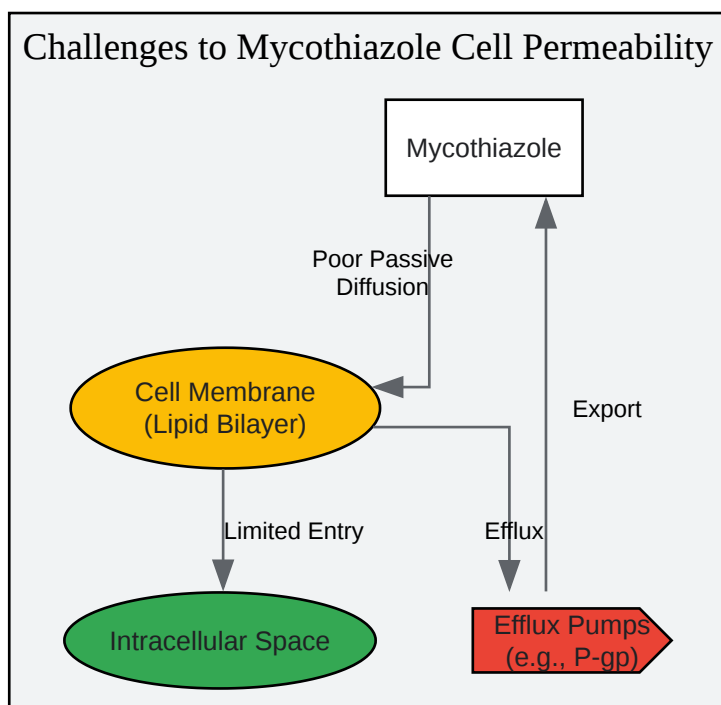 Challenges to Mycothiazole Cell Permeability
Mycothiazole
Poor Passive
Diffusion
Cell Membrane
(Lipid Bilayer)
Export
Limited Entry
Efflux
Intracellular Space
Efflux Pumps
(e.g., P-gp)